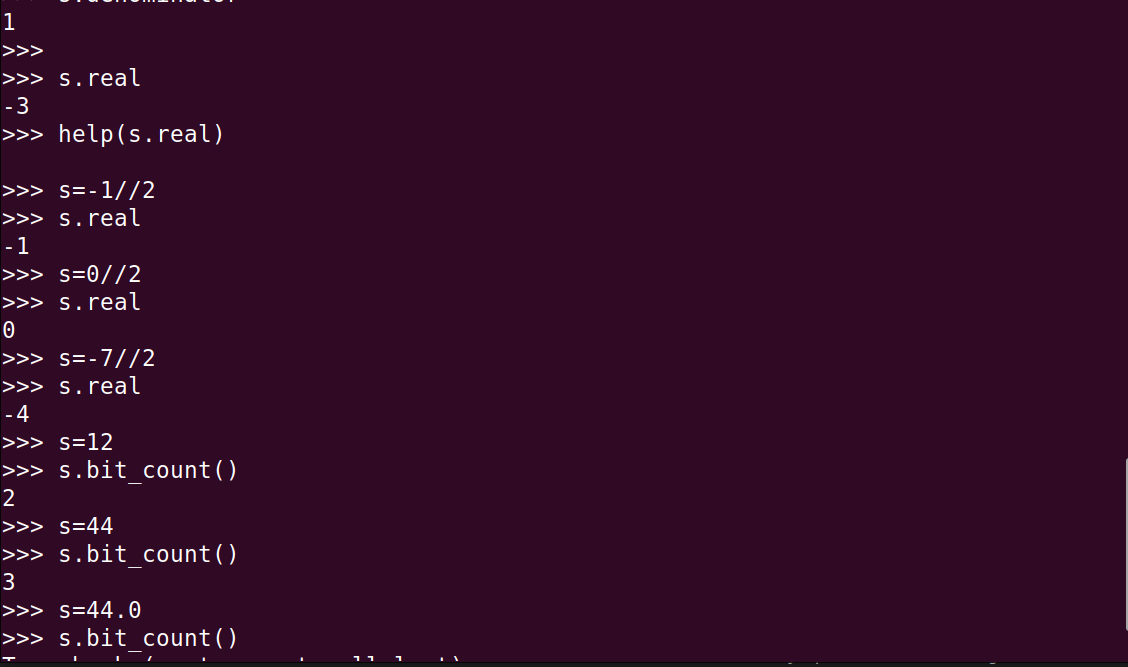 >>> s.denominator
1
>>>
>>> s.real
-3
>>> help(s.real)
>>> s=-1//2
>>> s.real
-1
>>> s=0//2
>>> s.real
0
>>> s=-7//2
>>> s.real
-4
>>> s=12
>>> s.bit_count()
2
>>> s=44
>>> s.bit_count()
3
>>> s=44.0
>>> s.bit_count()